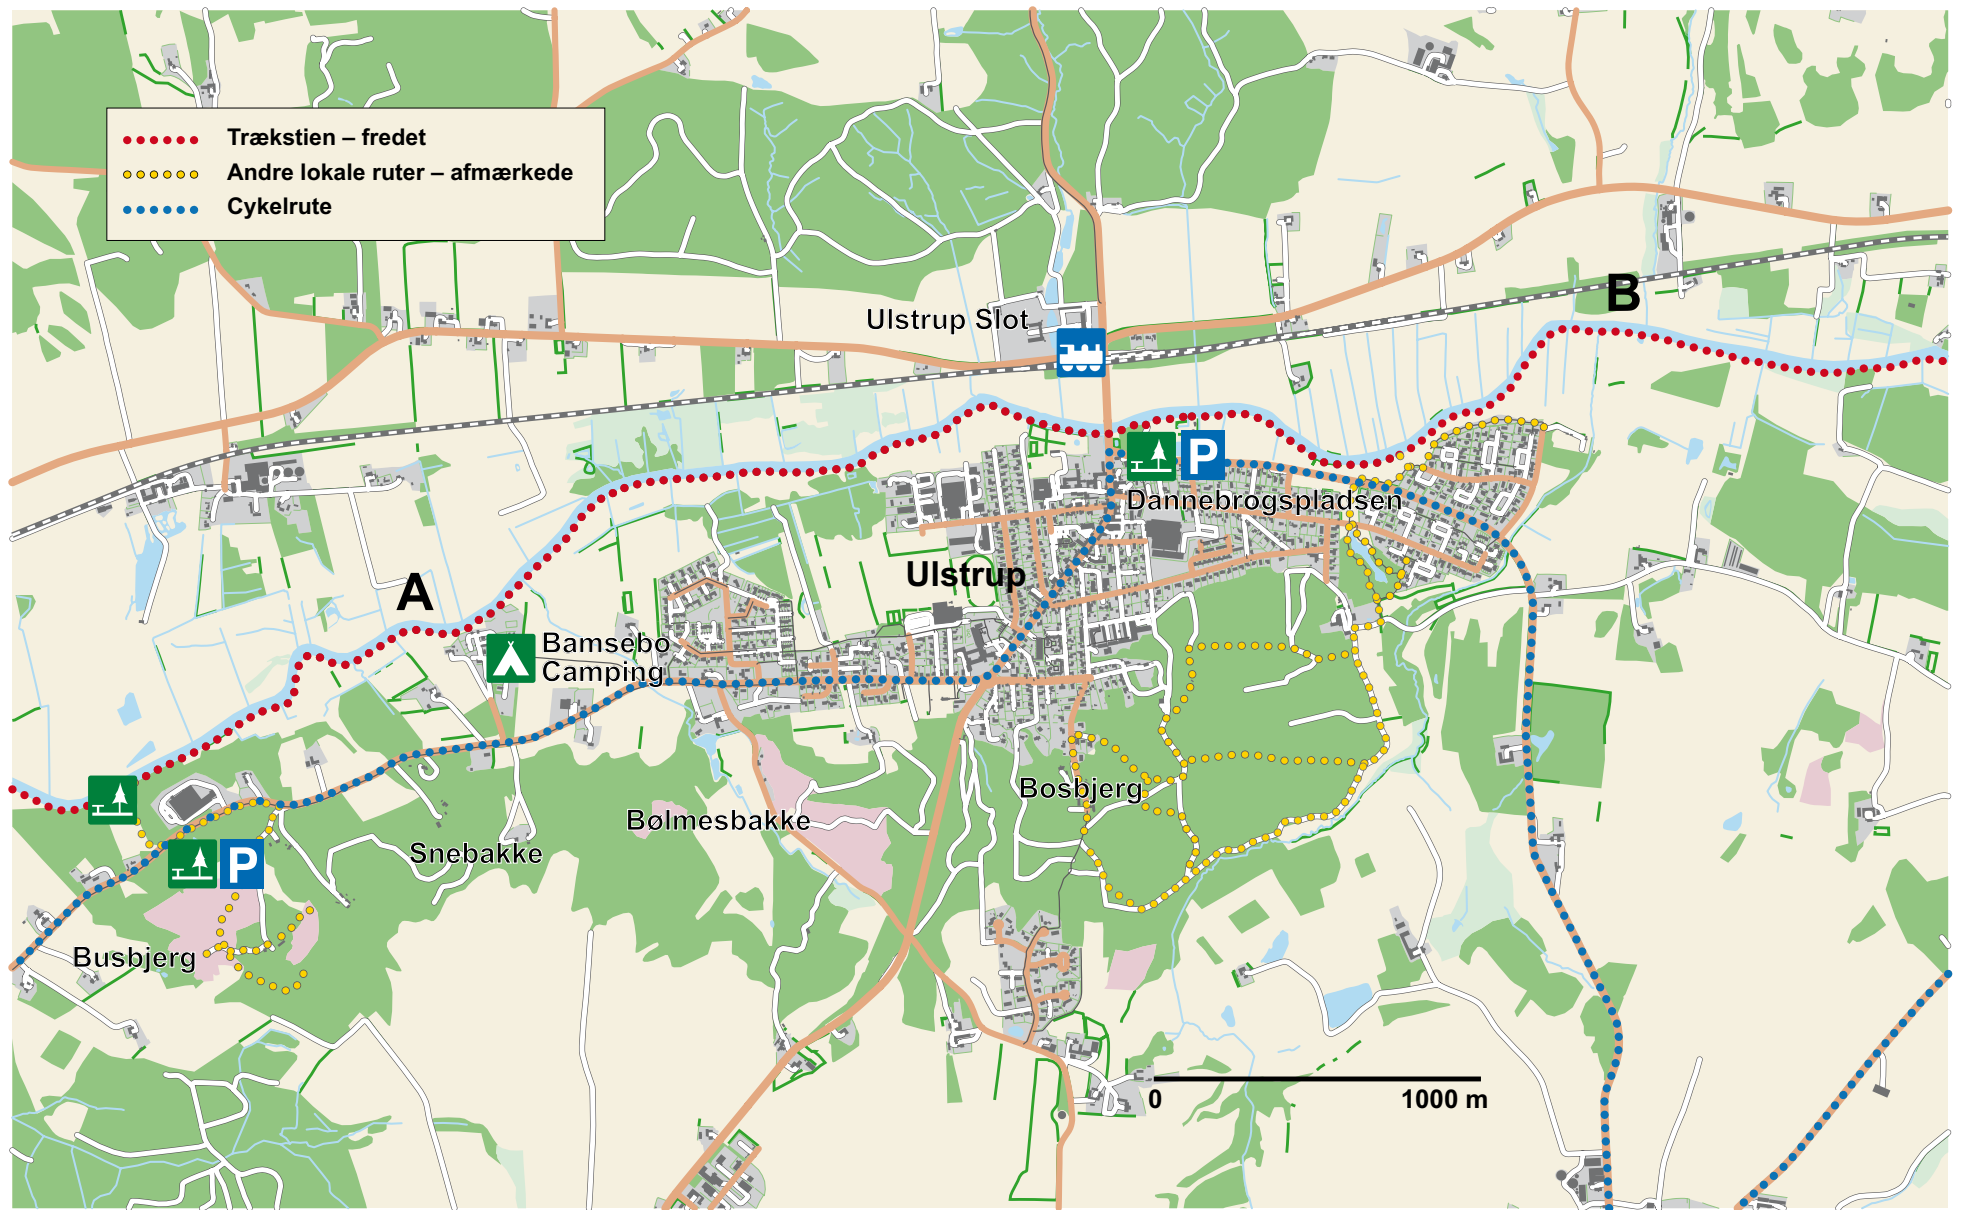 Trækstien – fredet
Andre lokale ruter – afmærkede
Cykelrute
B
Ulstrup Slot
P
Dannebrogspladsen
A
Ulstrup
Bamsebo
Camping
Bosbjerg
Bølmesbakke
Snebakke
P
Busbjerg
0
1000 m